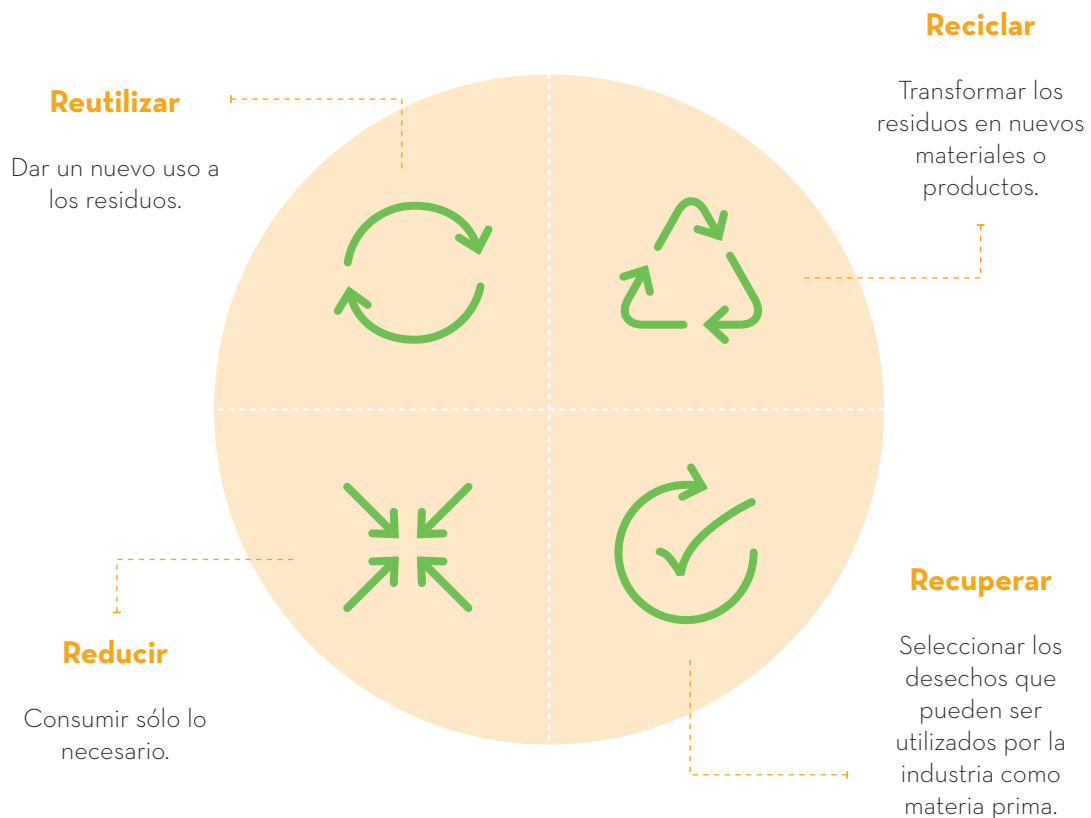 Reutilizar
Dar un nuevo uso a
los residuos.
Reciclar
Transformar los
residuos en nuevos
materiales o
productos.
Reducir
Consumir sólo lo
necesario.
Recuperar
Seleccionar los
desechos que
pueden ser
utilizados por la
industria como
materia prima.